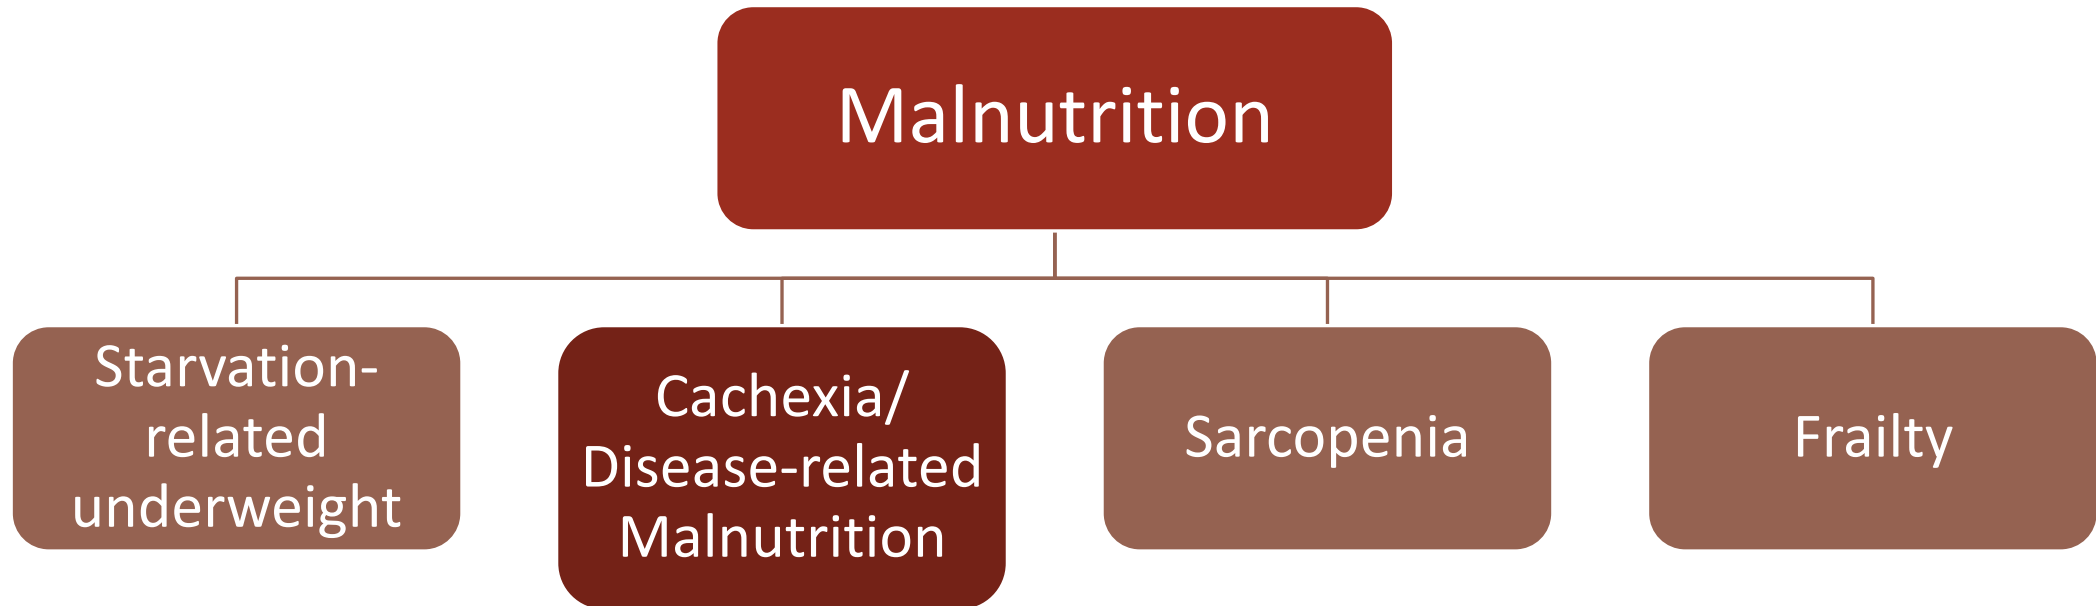 Malnutrition
Starvation-
related
underweight
Cachexia/
Disease-related
Malnutrition
Sarcopenia
Frailty